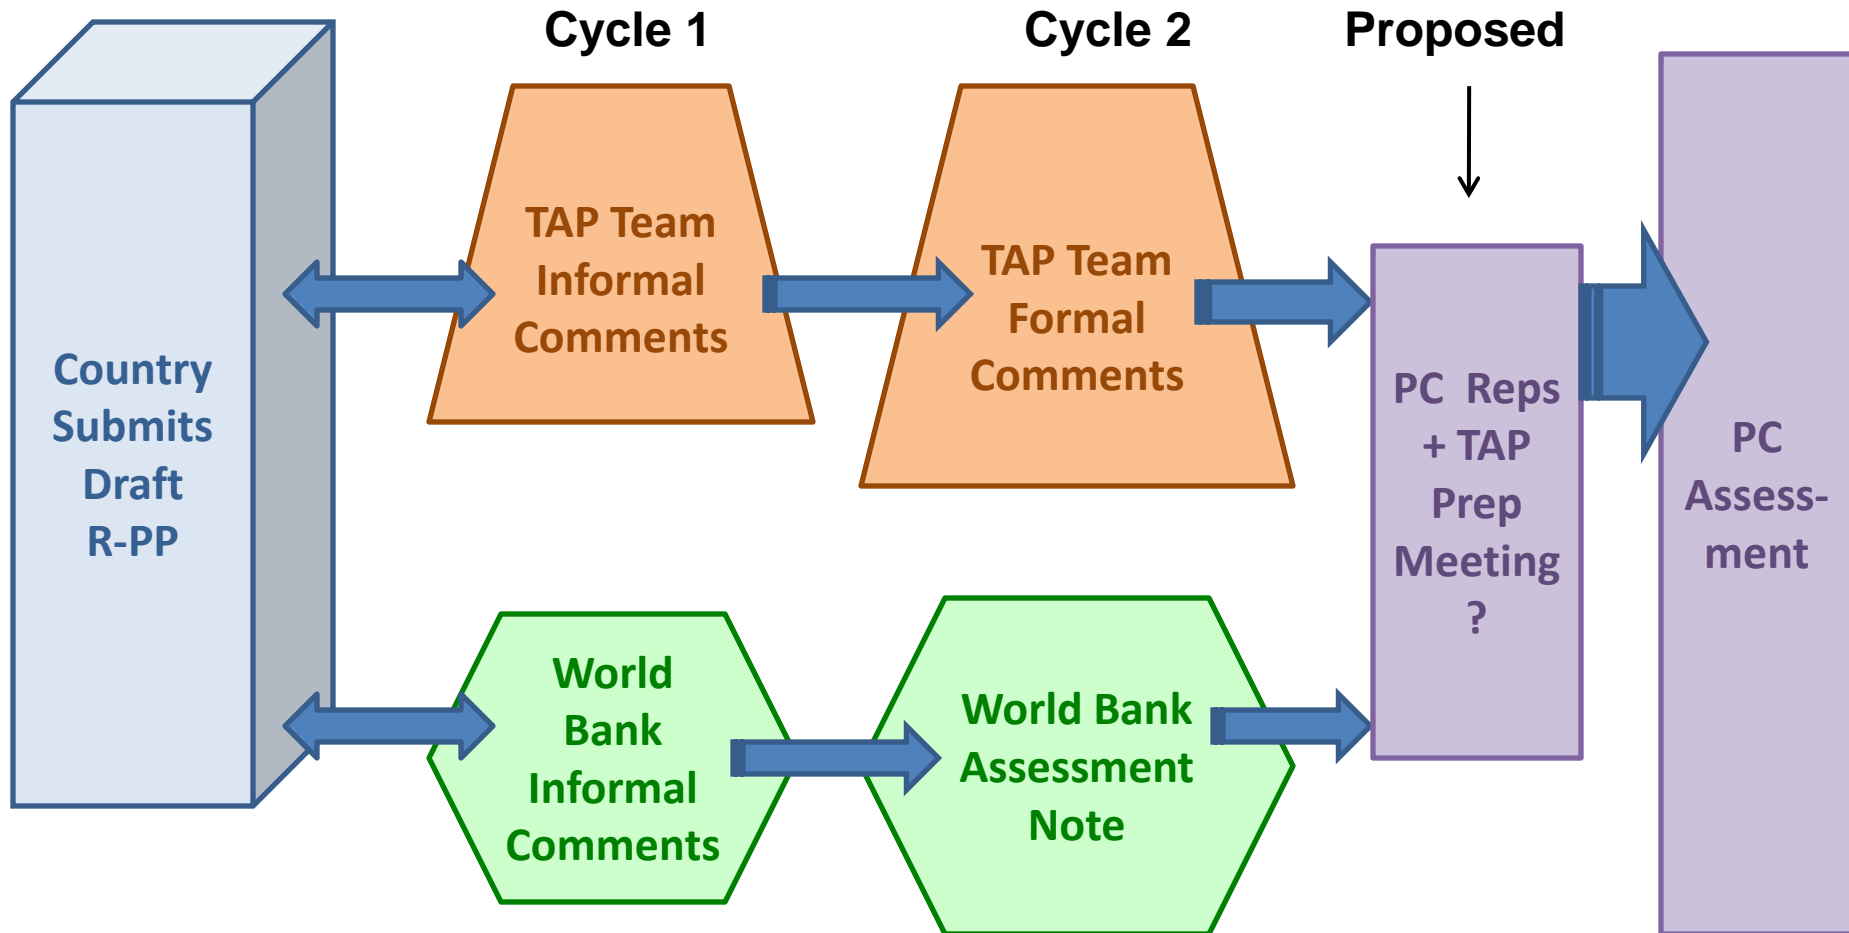 Cycle 1
Cycle 2
Proposed
Country
Submits
Draft
R-PP
TAP Team
Informal
Comments
TAP Team
Formal
Comments
World
Bank
Informal
Comments
World Bank
Assessment
Note
PC  Reps
+ TAP
Prep
Meeting
?
PC
Assess-
ment